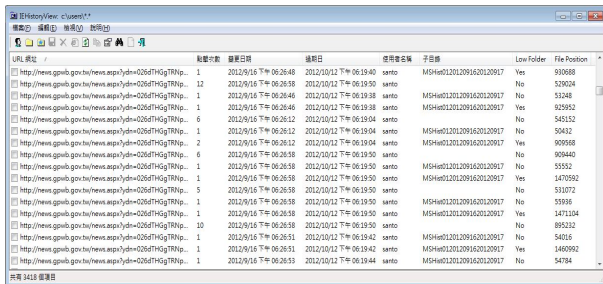 IEHistoryView: c:\users\*.*
檔案(F) 編輯(E) 檢視(V) 說明(H)
URL 網址 / 點擊次數 變更日期 過期日 使用者名稱 子目錄 Low Folder File Position
http://news.gpwb.gov.tw/news.aspx?ydn=026dTHGgTRNp... 1 2012/9/16 下午 06:26:48 2012/10/12 下午 06:19:40 santo MSHist012012091620120917 Yes 930688
http://news.gpwb.gov.tw/news.aspx?ydn=026dTHGgTRNp... 12 2012/9/16 下午 06:26:58 2012/10/12 下午 06:19:50 santo No 529024
http://news.gpwb.gov.tw/news.aspx?ydn=026dTHGgTRNp... 1 2012/9/16 下午 06:26:46 2012/10/12 下午 06:19:38 santo MSHist012012091620120917 No 53248
http://news.gpwb.gov.tw/news.aspx?ydn=026dTHGgTRNp... 1 2012/9/16 下午 06:26:46 2012/10/12 下午 06:19:38 santo MSHist012012091620120917 Yes 925952
http://news.gpwb.gov.tw/news.aspx?ydn=026dTHGgTRNp... 6 2012/9/16 下午 06:26:12 2012/10/12 下午 06:19:04 santo No 545152
http://news.gpwb.gov.tw/news.aspx?ydn=026dTHGgTRNp... 1 2012/9/16 下午 06:26:12 2012/10/12 下午 06:19:04 santo MSHist012012091620120917 No 50432
http://news.gpwb.gov.tw/news.aspx?ydn=026dTHGgTRNp... 2 2012/9/16 下午 06:26:12 2012/10/12 下午 06:19:04 santo MSHist012012091620120917 Yes 909568
http://news.gpwb.gov.tw/news.aspx?ydn=026dTHGgTRNp... 6 2012/9/16 下午 06:26:58 2012/10/12 下午 06:19:50 santo No 909440
http://news.gpwb.gov.tw/news.aspx?ydn=026dTHGgTRNp... 1 2012/9/16 下午 06:26:58 2012/10/12 下午 06:19:50 santo MSHist012012091620120917 No 55552
http://news.gpwb.gov.tw/news.aspx?ydn=026dTHGgTRNp... 1 2012/9/16 下午 06:26:58 2012/10/12 下午 06:19:50 santo MSHist012012091620120917 Yes 1470592
http://news.gpwb.gov.tw/news.aspx?ydn=026dTHGgTRNp... 5 2012/9/16 下午 06:26:58 2012/10/12 下午 06:19:50 santo No 531072
http://news.gpwb.gov.tw/news.aspx?ydn=026dTHGgTRNp... 1 2012/9/16 下午 06:26:58 2012/10/12 下午 06:19:50 santo MSHist012012091620120917 No 55936
http://news.gpwb.gov.tw/news.aspx?ydn=026dTHGgTRNp... 1 2012/9/16 下午 06:26:58 2012/10/12 下午 06:19:50 santo MSHist012012091620120917 Yes 1471104
http://news.gpwb.gov.tw/news.aspx?ydn=026dTHGgTRNp... 10 2012/9/16 下午 06:26:58 2012/10/12 下午 06:19:50 santo No 895232
http://news.gpwb.gov.tw/news.aspx?ydn=026dTHGgTRNp... 1 2012/9/16 下午 06:26:51 2012/10/12 下午 06:19:42 santo MSHist012012091620120917 No 54016
http://news.gpwb.gov.tw/news.aspx?ydn=026dTHGgTRNp... 1 2012/9/16 下午 06:26:51 2012/10/12 下午 06:19:42 santo MSHist012012091620120917 Yes 1460992
http://news.gpwb.gov.tw/news.aspx?ydn=026dTHGgTRNp... 1 2012/9/16 下午 06:26:53 2012/10/12 下午 06:19:44 santo MSHist012012091620120917 No 54784
共有 3418 個項目